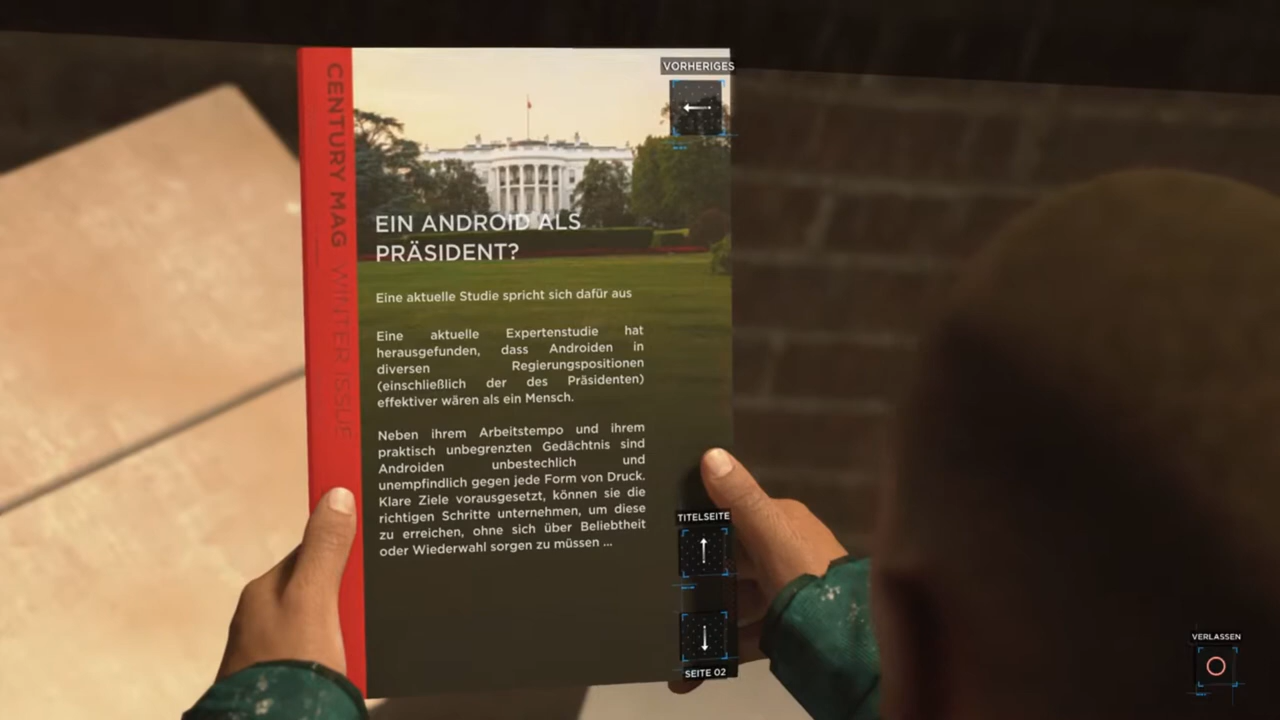 CENTURY MAG WINTER ISSUE
VORHERIGES
EIN ANDROID ALS
PRÄSIDENT?
Eine aktuelle Studie spricht sich dafür aus
Eine aktuelle Expertenstudie hat
herausgefunden, dass Androiden in
diversen Regierungspositionen
(einschließlich der des Präsidenten)
effektiver wären als ein Mensch.
Neben ihrem Arbeitstempo und ihrem
praktisch unbegrenzten Gedächtnis sind
Androiden unbestechlich und
unempfindlich gegen jede Form von Druck.
Klare Ziele vorausgesetzt, können sie die
richtigen Schritte unternehmen, um diese
zu erreichen, ohne sich über Beliebtheit
oder Wiederwahl sorgen zu müssen ...
TITELSEITE
SEITE 02
VERLASSEN